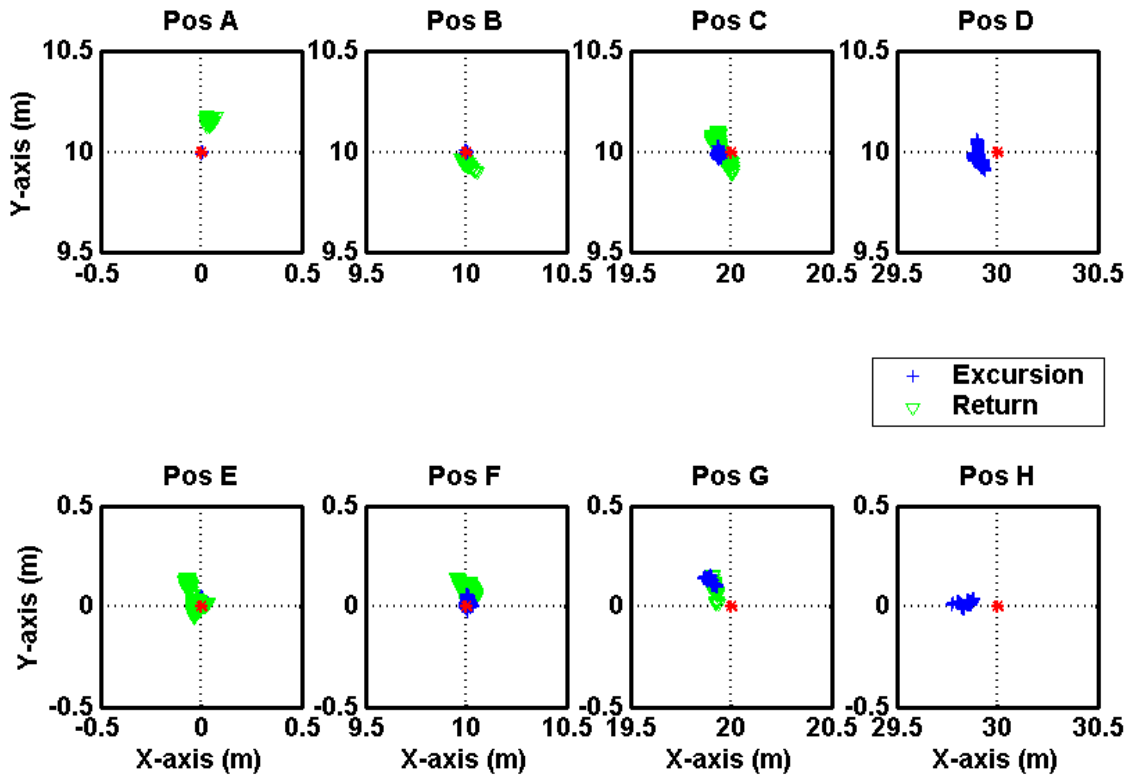 Pos A Pos B Pos C Pos D
10.5 10.5 10.5 10.5
Y-axis (m)
10 10 10 10
9.5 9.5 9.5 9.5
-0.5 0 0.5 9.5 10 10.5 19.5 20 20.5 29.5 30 30.5
X-axis (m) X-axis (m) X-axis (m) X-axis (m)
Excursion
Return
Pos E Pos F Pos G Pos H
0.5 0.5 0.5 0.5
Y-axis (m)
0 0 0 0
-0.5 -0.5 -0.5 -0.5
-0.5 0 0.5 9.5 10 10.5 19.5 20 20.5 29.5 30 30.5
X-axis (m) X-axis (m) X-axis (m) X-axis (m)